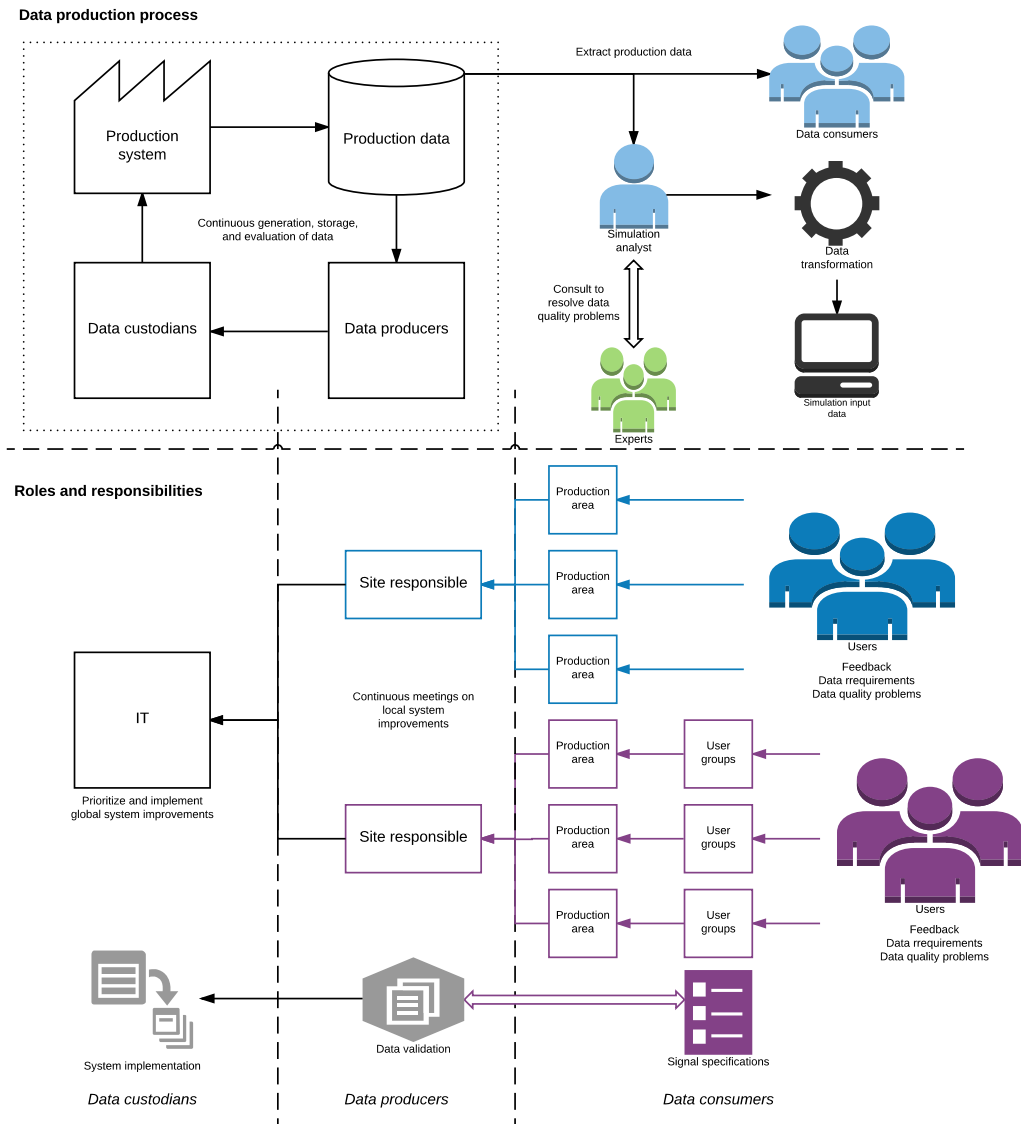 Data production process
Extract production data
Data consumers
Production
system
Production data
Continuous generation, storage,
and evaluation of data
Simulation
analyst
Data
transformation
Data custodians
Data producers
Consult to
resolve data
quality problems
Simulation input
data
Experts
Roles and responsibilities
Production
area
Site responsible
Production
area
Production
area
Users
Feedback
Data rrequirements
Data quality problems
Continuous meetings on
local system
improvements
IT
Prioritize and implement
global system improvements
Production
area
User
groups
Site responsible
Production
area
User
groups
Production
area
User
groups
Users
Feedback
Data rrequirements
Data quality problems
System implementation
Data validation
Signal specifications
Data custodians
Data producers
Data consumers